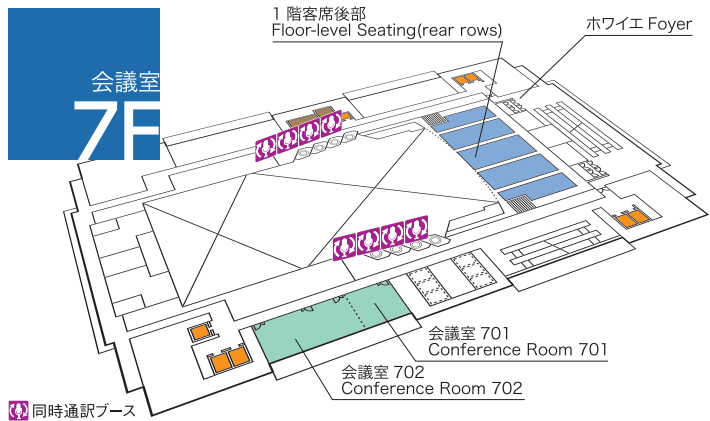 会議室
7F
1階客席後部
Floor-level Seating(rear rows)
ホワイエ Foyer
会議室 701
Conference Room 701
会議室 702
Conference Room 702
同時通訳ブース